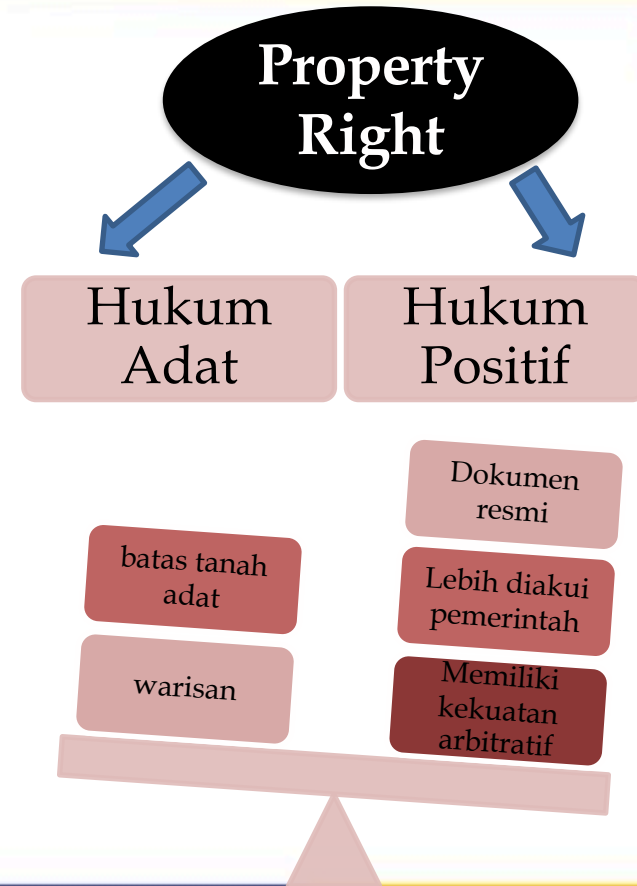 Property
Right
Hukum
Adat
Hukum
Positif
batas tanah
adat
warisan
Dokumen
resmi
Lebih diakui
pemerintah
Memiliki
kekuatan
arbitratif